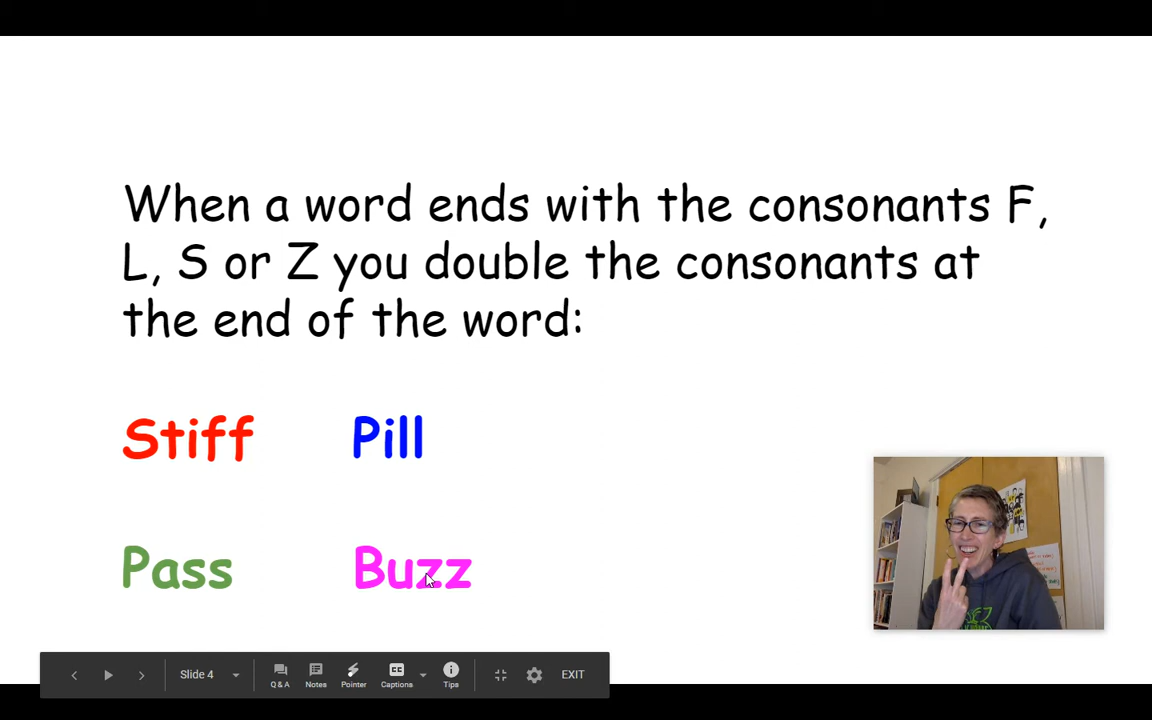 When a word ends with the consonants F,
L, S or Z you double the consonants at
the end of the word:
Stiff Pill
Pass Buzz
Slide 4
Q & A Notes Pointer Captions Tips EXIT